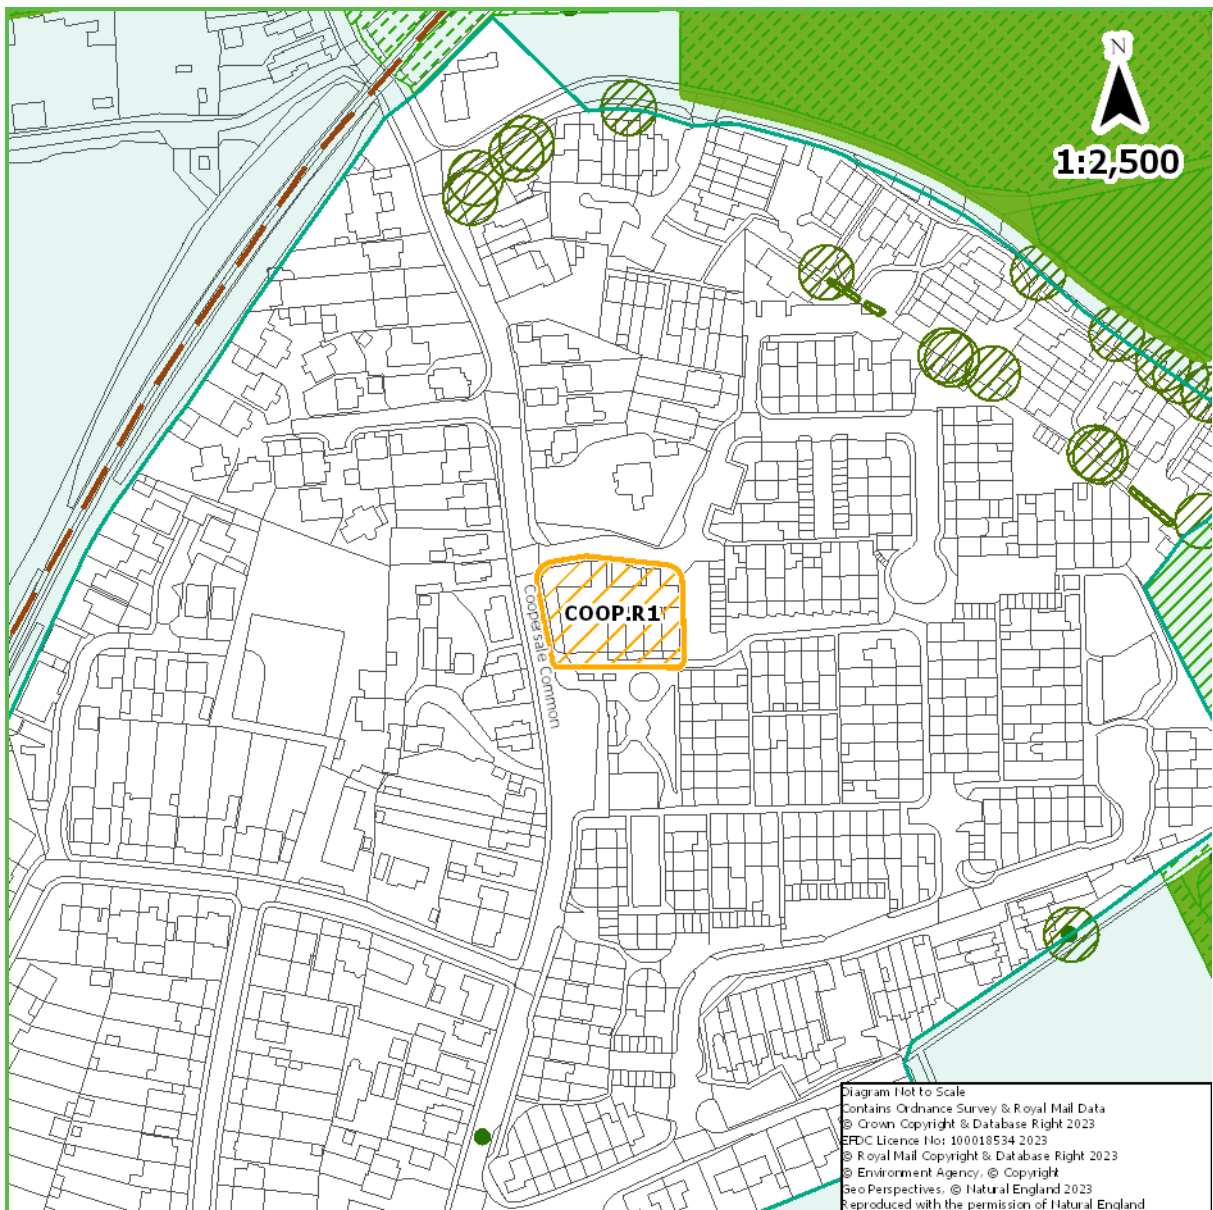 N
1:2,500
COOP.R1
Coopersale Common
Diagram Not to Scale
Contains Ordnance Survey & Royal Mail Data
© Crown Copyright & Database Right 2023
EFDC Licence No: 100018534 2023
© Royal Mail Copyright & Database Right 2023
© Environment Agency, © Copyright
Geo Perspectives, © Natural England 2023
Reproduced with the permission of Natural England